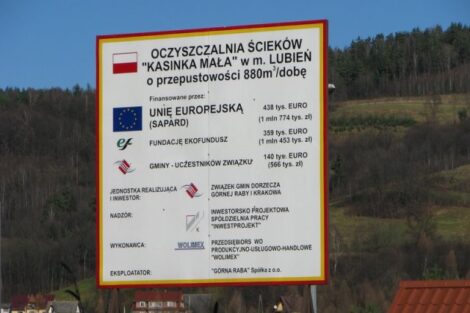 OCZYSZCZALNIA ŚCIEKÓW
"KASINKA MAŁA" w m. LUBIEŃ
o przepustowości 880m³/dobę
Finansowane przez:
UNIĘ EUROPEJSKĄ 438 tys. EURO
(SAPARD) (1 mln 774 tys. zł)
FUNDACJĘ EKOFUNDUSZ 359 tys. EURO
(1 mln 453 tys. zł)
GMINY - UCZESTNIKÓW ZWIĄZKU 140 tys. EURO
(566 tys. zł)
JEDNOSTKA REALIZUJĄCA ZWIĄZEK GMIN DORZECZA
I INWESTOR: GÓRNEJ RABY I KRAKOWA
NADZÓR: INWESTORSKO PROJEKTOWA
SPÓŁDZIELNIA PRACY
"INWESTPROJEKT"
WYKONAWCA: WOLIMEX PRZEDSIĘBIORS WO
PRODUKCYJNO-USŁUGOWO-HANDLOWE
"WOLIMEX"
EKSPLOATATOR: "GÓRNA RABA" Spółka z o.o.